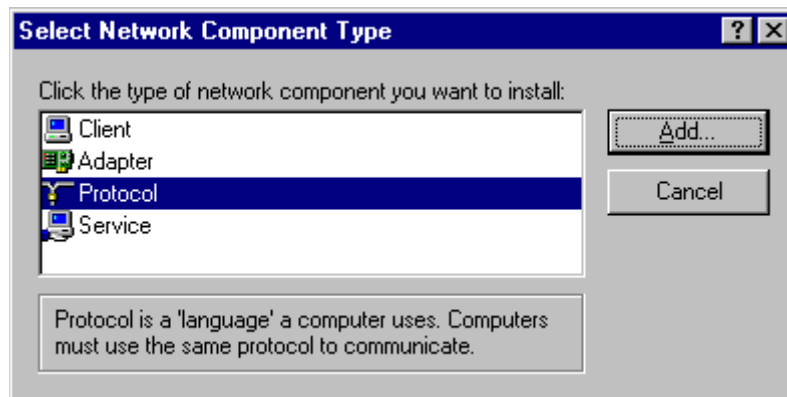 Select Network Component Type
Click the type of network component you want to install:
Client
Adapter
Protocol
Service
Add...
Cancel
Protocol is a 'language' a computer uses. Computers
must use the same protocol to communicate.